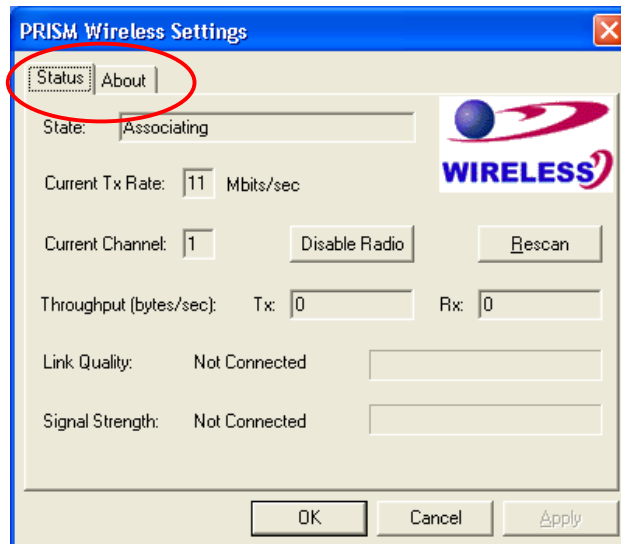 PRISM Wireless Settings
Status About
State: Associating
WIRELESS
Current Tx Rate: 11 Mbits/sec
Current Channel: 1 Disable Radio Rescan
Throughput (bytes/sec): Tx: 0 Rx: 0
Link Quality: Not Connected
Signal Strength: Not Connected
OK Cancel Apply